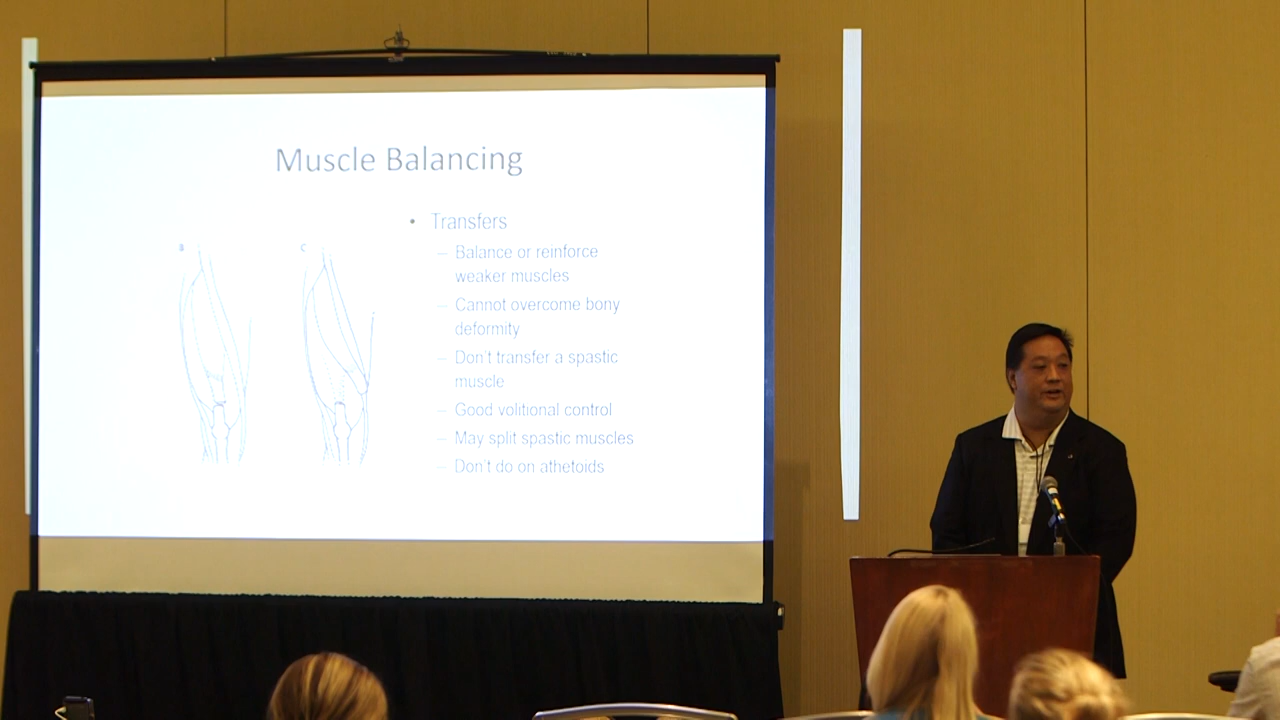 Muscle Balancing
• Transfers
– Balance or reinforce
weaker muscles
– Cannot overcome bony
deformity
– Don't transfer a spastic
muscle
– Good volitional control
– May split spastic muscles
– Don't do on athetoids
B
C